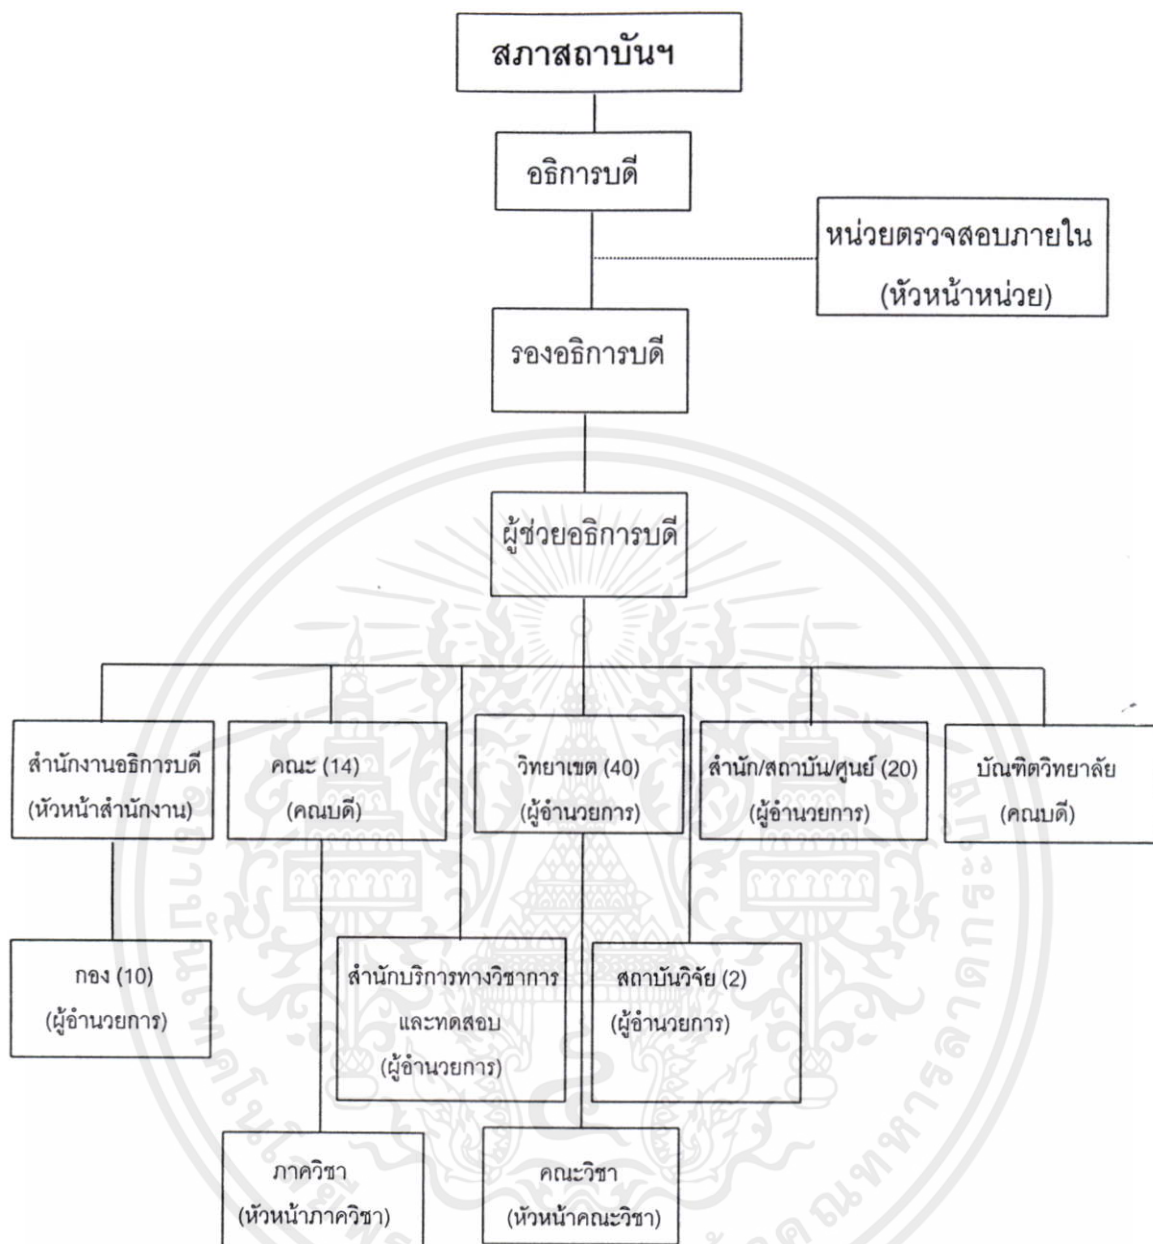 สภาสถาบันฯ
อธิการบดี
หน่วยตรวจสอบภายใน
(หัวหน้าหน่วย)
รองอธิการบดี
ผู้ช่วยอธิการบดี
สำนักงานอธิการบดี
(หัวหน้าสำนักงาน)
คณะ (14)
(คณบดี)
วิทยาเขต (40)
(ผู้อำนวยการ)
สำนัก/สถาบัน/ศูนย์ (20)
(ผู้อำนวยการ)
บัณฑิตวิทยาลัย
(คณบดี)
กอง (10)
(ผู้อำนวยการ)
สำนักบริการทางวิชาการ
และทดสอบ
(ผู้อำนวยการ)
สถาบันวิจัย (2)
(ผู้อำนวยการ)
ภาควิชา
(หัวหน้าภาควิชา)
คณะวิชา
(หัวหน้าคณะวิชา)